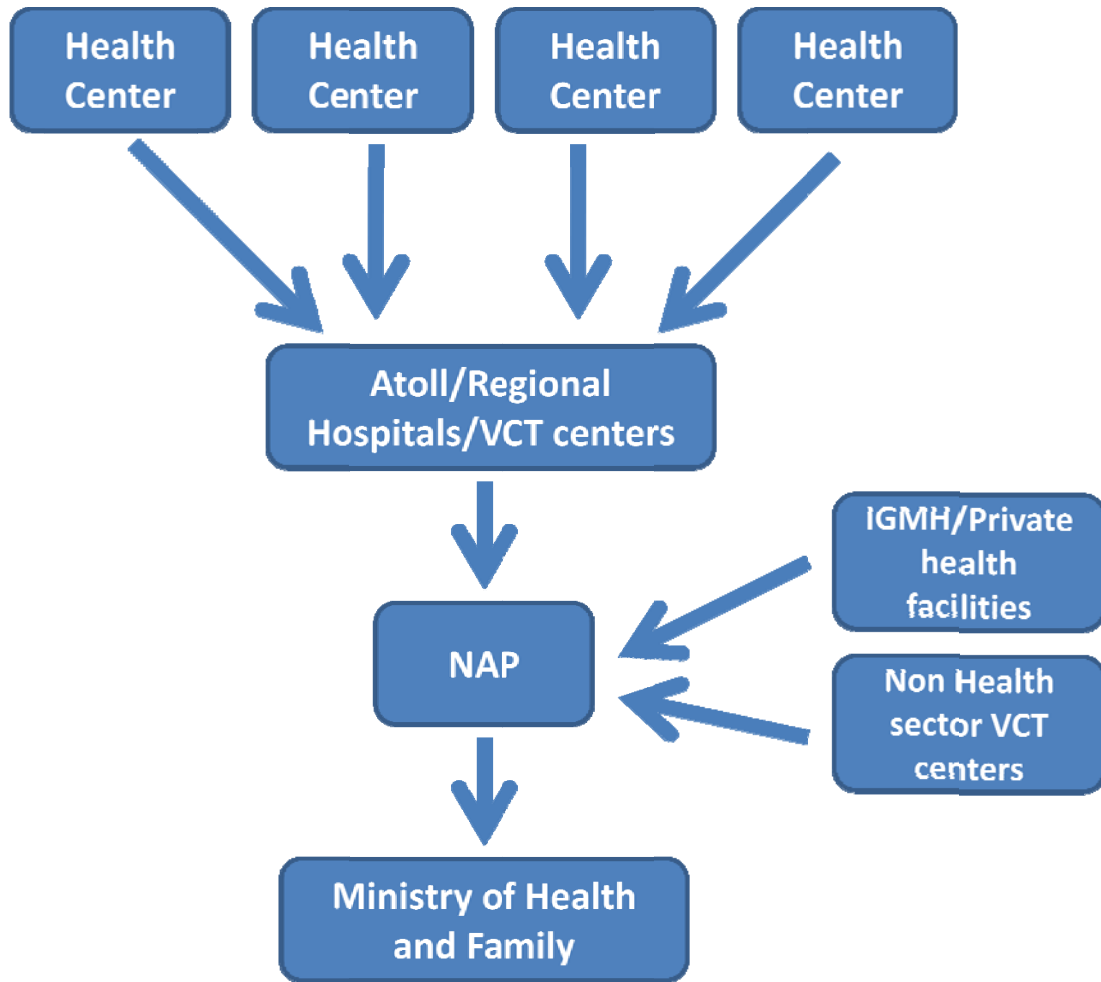 Health
Center
Health
Center
Health
Center
Health
Center
Atoll/Regional
Hospitals/VCT centers
IGMH/Private
health
facilities
NAP
Non Health
sector VCT
centers
Ministry of Health
and Family